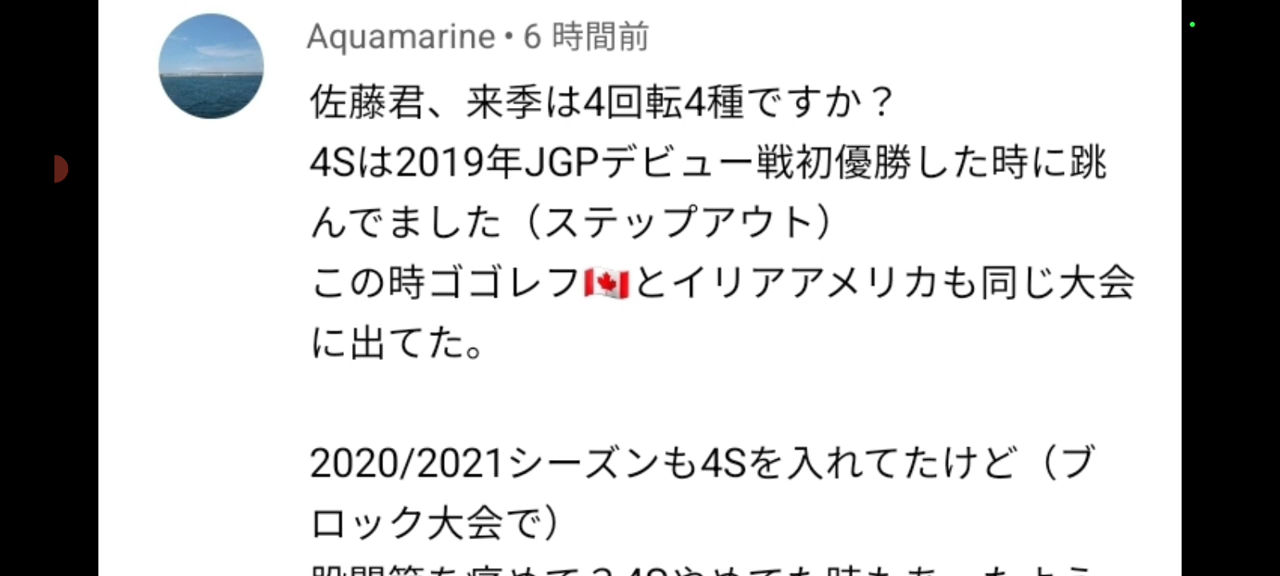 Aquamarine • 6 時間前
佐藤君、来季は4回転4種ですか？
4Sは2019年JGPデビュー戦初優勝した時に跳
んでました（ステップアウト）
この時ゴゴレフ🇨🇦とイリアアメリカも同じ大会
に出てた。
2020/2021シーズンも4Sを入れてたけど（ブ
ロック大会で）